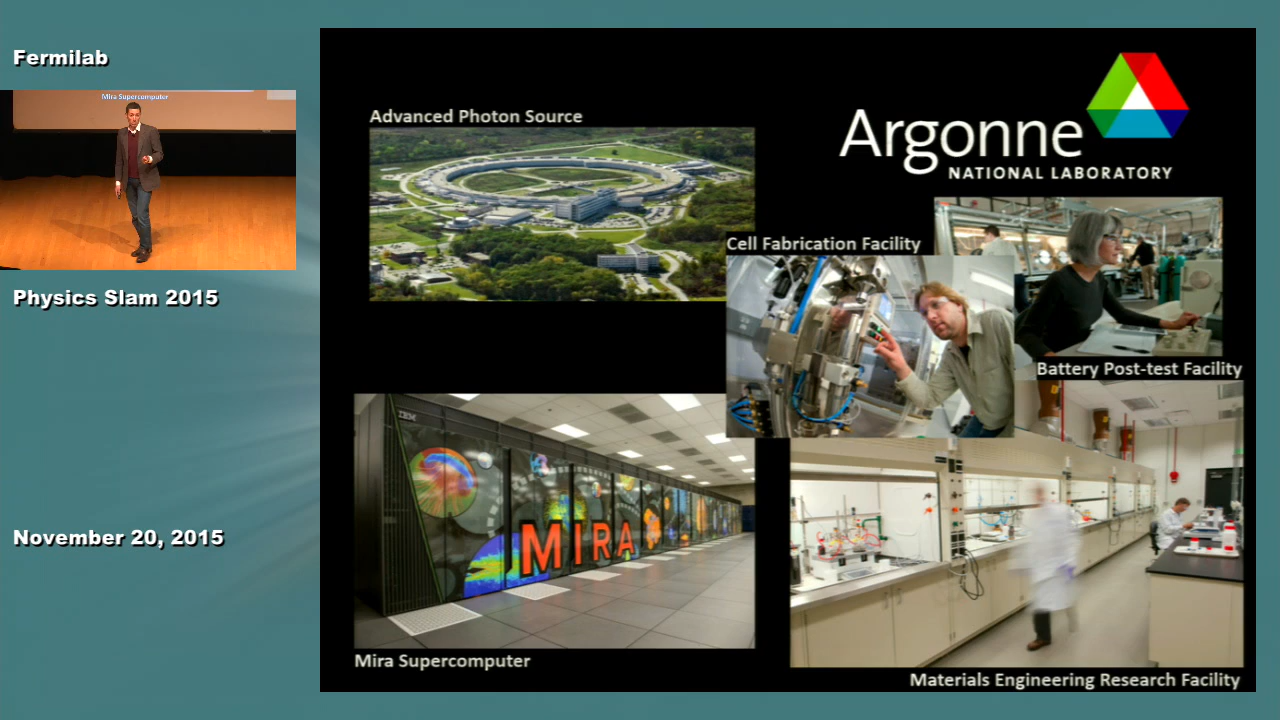 Fermilab
Mira Supercomputer
Physics Slam 2015
November 20, 2015
Argonne
NATIONAL LABORATORY
Advanced Photon Source
Cell Fabrication Facility
Battery Post-test Facility
IBM
MIRA
Mira Supercomputer
Materials Engineering Research Facility